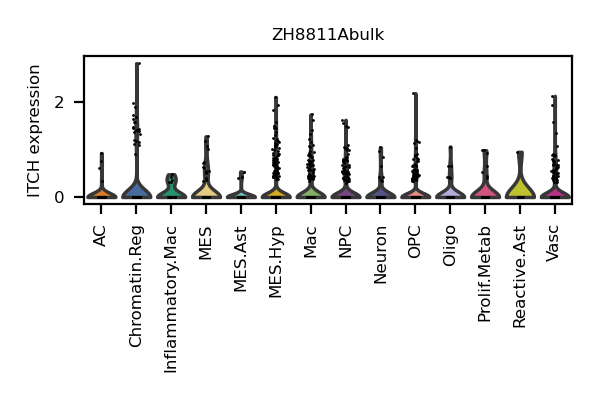 ZH8811Abulk
ITCH expression
2
0
AC
Chromatin.Reg
Inflammatory.Mac
MES
MES.Ast
MES.Hyp
Mac
NPC
Neuron
OPC
Oligo
Prolif.Metab
Reactive.Ast
Vasc